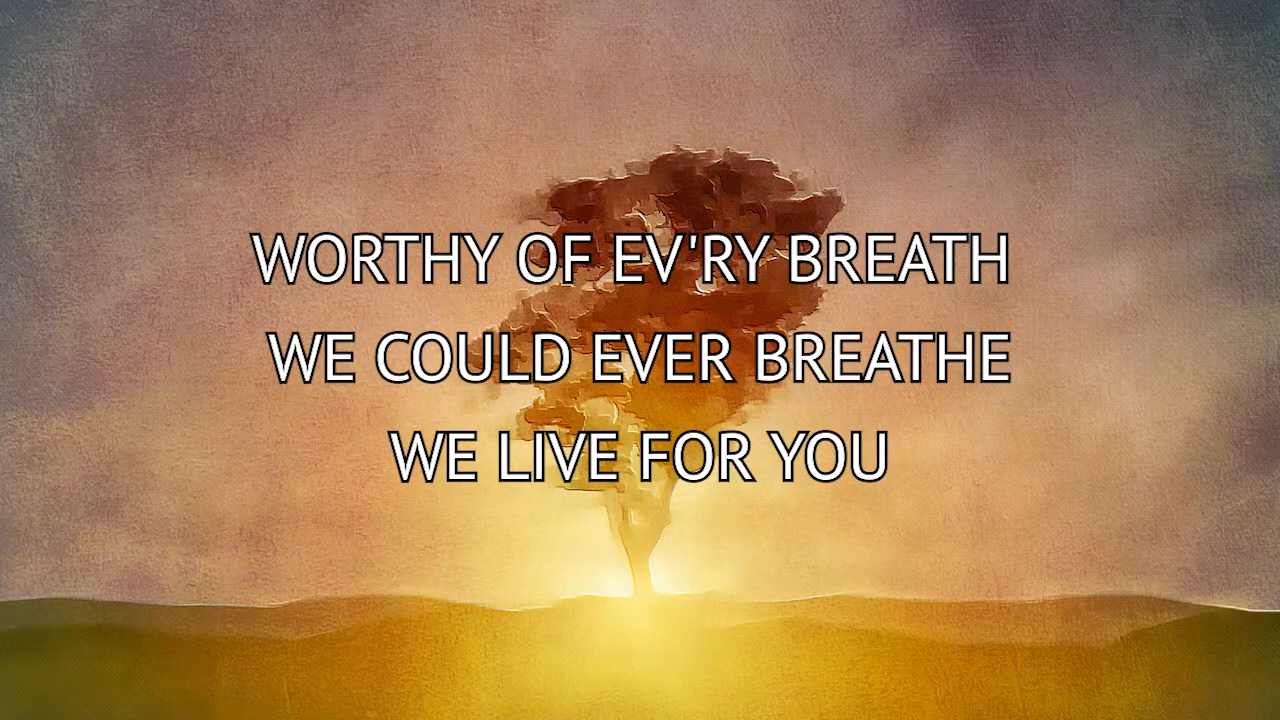 WORTHY OF EV'RY BREATH
WE COULD EVER BREATHE
WE LIVE FOR YOU